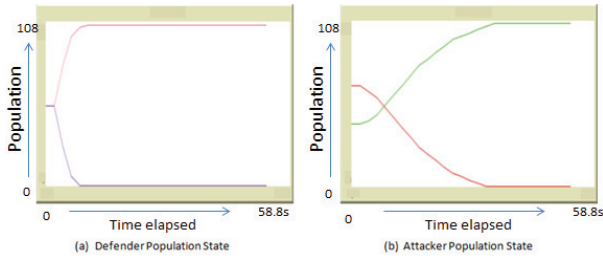 108
Population
0
0
58.8s
Time elapsed
(a) Defender Population State
108
Population
0
0
58.8s
Time elapsed
(b) Attacker Population State